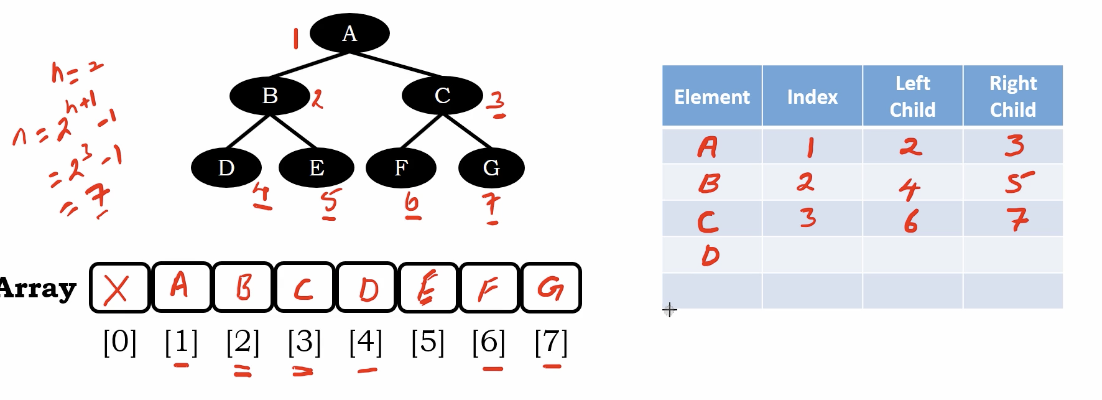 1 A
h = 2
B 2 C 3
n = 2^{h+1} - 1
= 2^3 - 1
= 7
D E F G
4 5 6 7
Array X A B C D E F G
[0] [1] [2] [3] [4] [5] [6] [7]
Element Index Left Child Right Child
A 1 2 3
B 2 4 5
C 3 6 7
D